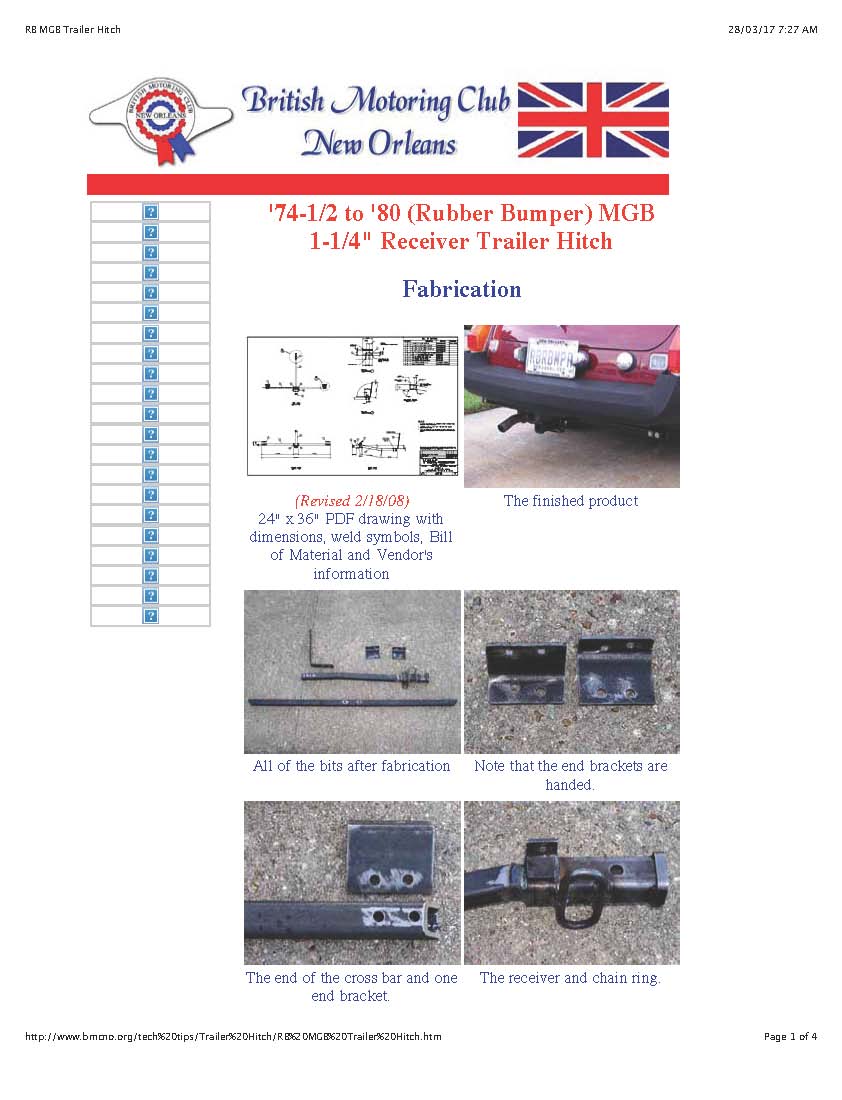 RB MGB Trailer Hitch
28/03/17 7:27 AM
BRITISH MOTORING CLUB
NEW ORLEANS
British Motoring Club
New Orleans
'74-1/2 to '80 (Rubber Bumper) MGB
1-1/4" Receiver Trailer Hitch
Fabrication
(Revised 2/18/08)
24" x 36" PDF drawing with
dimensions, weld symbols, Bill
of Material and Vendor's
information
RBRBMPR
The finished product
All of the bits after fabrication
Note that the end brackets are
handed.
The end of the cross bar and one
end bracket.
The receiver and chain ring.
http://www.bmcno.org/tech%20tips/Trailer%20Hitch/RB%20MGB%20Trailer%20Hitch.htm
Page 1 of 4